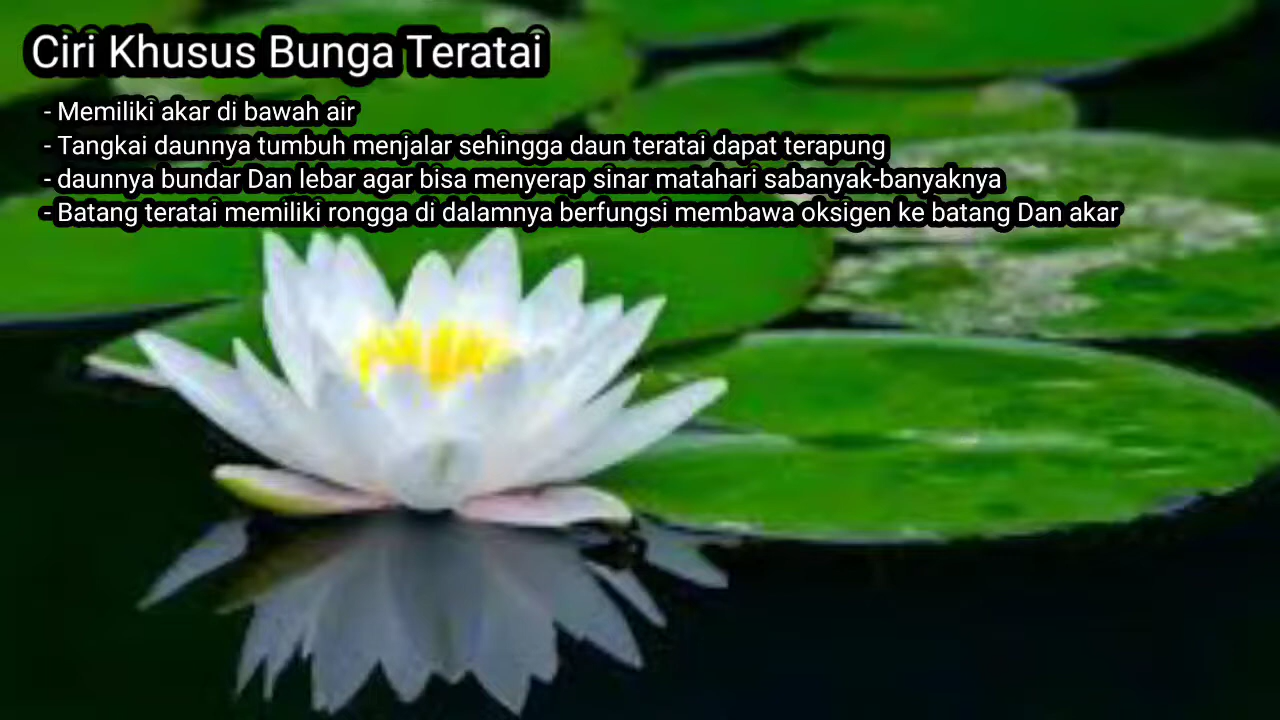 Ciri Khusus Bunga Teratai
- Memiliki akar di bawah air
- Tangkai daunnya tumbuh menjalar sehingga daun teratai dapat terapung
- daunnya bundar Dan lebar agar bisa menyerap sinar matahari sabanyak-banyaknya
- Batang teratai memiliki rongga di dalamnya berfungsi membawa oksigen ke batang Dan akar